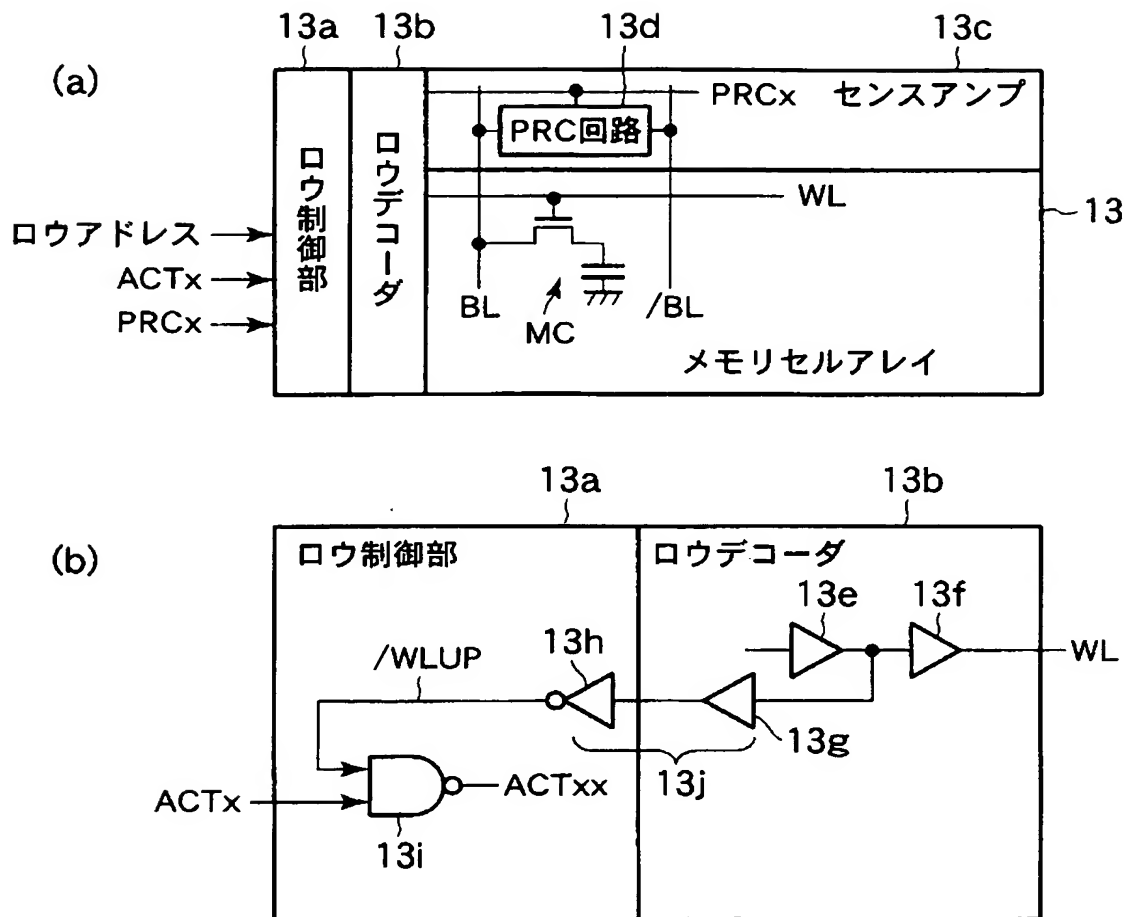 13a
13b
13d
13c
(a)
PRCx
センスアンプ
PRC回路
ロウ制御部
ロウデコーダ
WL
13
ロウアドレス
ACTx
PRCx
BL
MC
/BL
メモリセルアレイ
13a
13b
(b)
ロウ制御部
ロウデコーダ
13e
13f
13h
/WLUP
WL
13g
13j
ACTx
ACTxx
13i